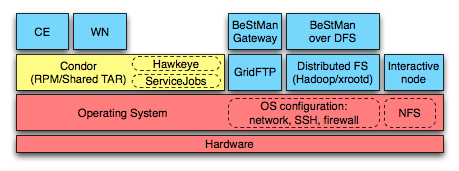 CE
WN
BeStMan
Gateway
BeStMan
over DFS
Condor
(RPM/Shared TAR)
Hawkeye
ServiceJobs
GridFTP
Distributed FS
(Hadoop/xrootd)
Interactive
node
Operating System
OS configuration:
network, SSH, firewall
NFS
Hardware